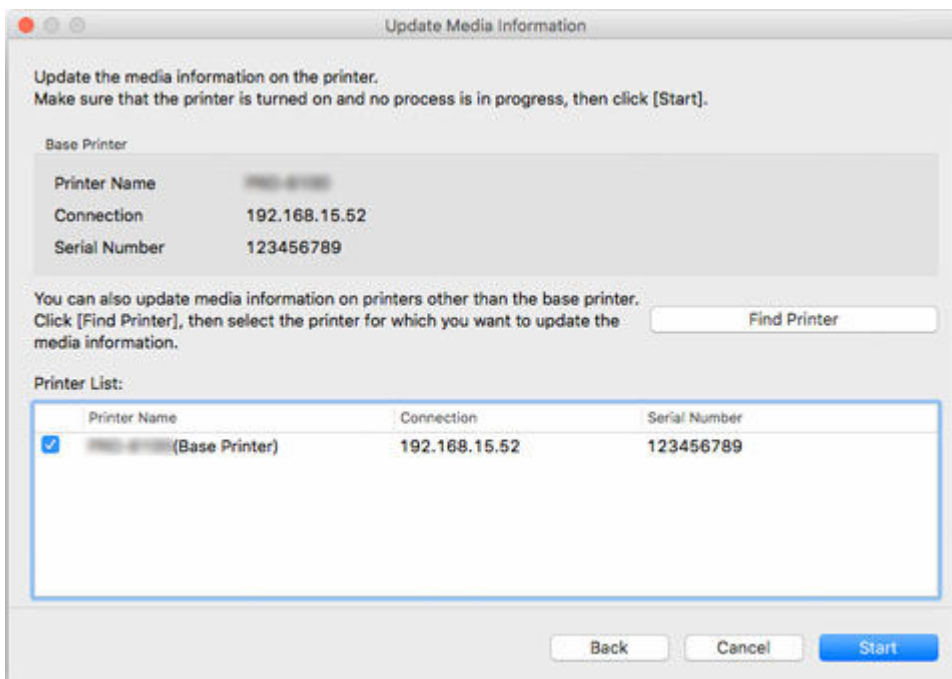 Update Media Information
Update the media information on the printer.
Make sure that the printer is turned on and no process is in progress, then click [Start].
Base Printer
Printer Name
Connection 192.168.15.52
Serial Number 123456789
You can also update media information on printers other than the base printer.
Click [Find Printer], then select the printer for which you want to update the
media information.
Find Printer
Printer List:
Printer Name Connection Serial Number
(Base Printer) 192.168.15.52 123456789
Back Cancel Start